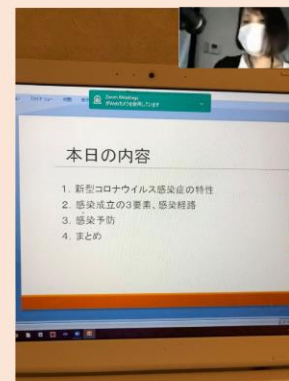 Zoom Meetings
本日の内容
1. 新型コロナウイルス感染症の特性
2. 感染成立の3要素、感染経路
3. 感染予防
4. まとめ